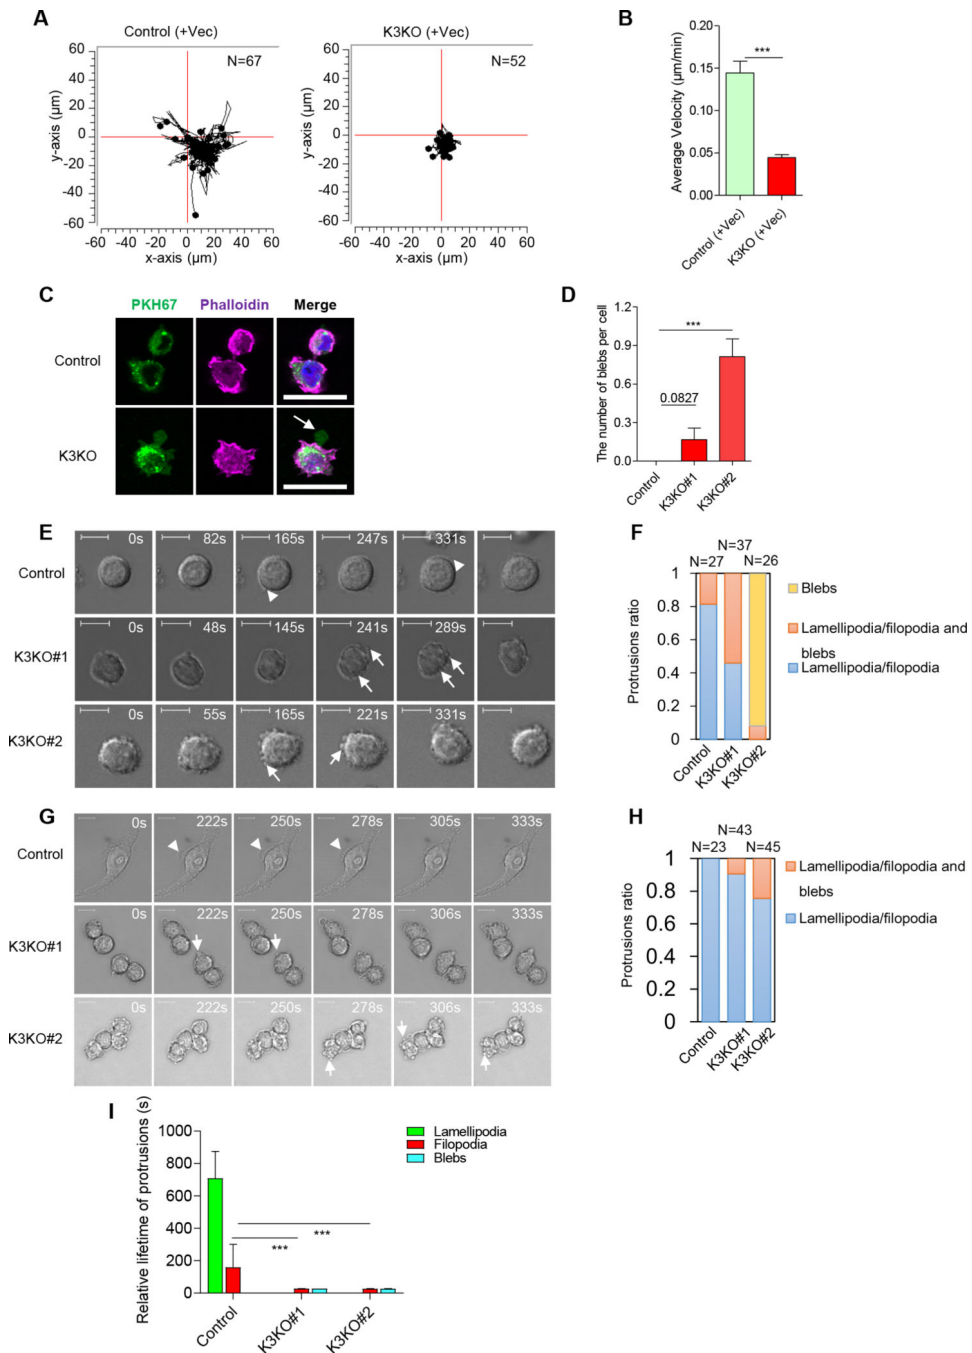 A
Control (+Vec)
K3KO (+Vec)
60
40
20
0
-20
-40
-60
y-axis (µm)
N=67
-60 -40 -20 0 20 40 60
x-axis (µm)
60
40
20
0
-20
-40
-60
y-axis (µm)
N=52
-60 -40 -20 0 20 40 60
x-axis (µm)
B
Average Velocity (µm/min)
0.20
0.15
0.10
0.05
0.00
***
Control (+Vec)
K3KO (+Vec)
C
PKH67 Phalloidin Merge
Control
K3KO
D
The number of blebs per cell
1.2
0.9
0.6
0.3
0.0
***
0.0827
Control
K3KO#1
K3KO#2
E
Control
0s 82s 165s 247s 331s
K3KO#1
0s 48s 145s 241s 289s
K3KO#2
0s 55s 165s 221s 331s
F
N=37
N=27 N=26
Protrusions ratio
1
0.8
0.6
0.4
0.2
0
Control
K3KO#1
K3KO#2
Blebs
Lamellipodia/filopodia and
blebs
Lamellipodia/filopodia
G
Control
0s 222s 250s 278s 305s 333s
K3KO#1
0s 222s 250s 278s 306s 333s
K3KO#2
0s 222s 250s 278s 306s 333s
H
N=43
N=23 N=45
Protrusions ratio
1
0.8
0.6
0.4
0.2
0
Control
K3KO#1
K3KO#2
Lamellipodia/filopodia and
blebs
Lamellipodia/filopodia
I
Relative lifetime of protrusions (s)
1000
800
600
400
200
0
Lamellipodia
Filopodia
Blebs
***
***
Control
K3KO#1
K3KO#2